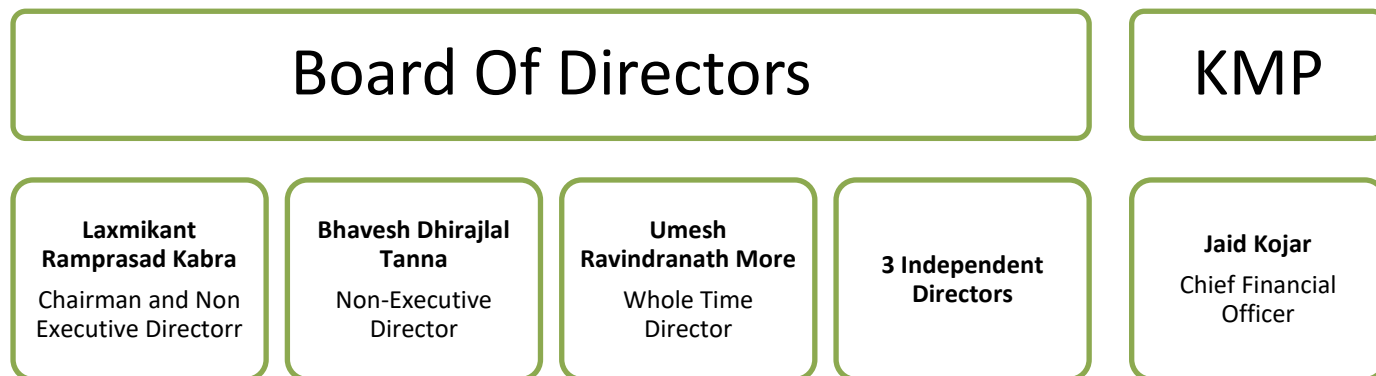 Board Of Directors
KMP
Laxmikant
Ramprasad Kabra
Chairman and Non
Executive Directorr
Bhavesh Dhirajlal
Tanna
Non-Executive
Director
Umesh
Ravindranath More
Whole Time
Director
3 Independent
Directors
Jaid Kojar
Chief Financial
Officer